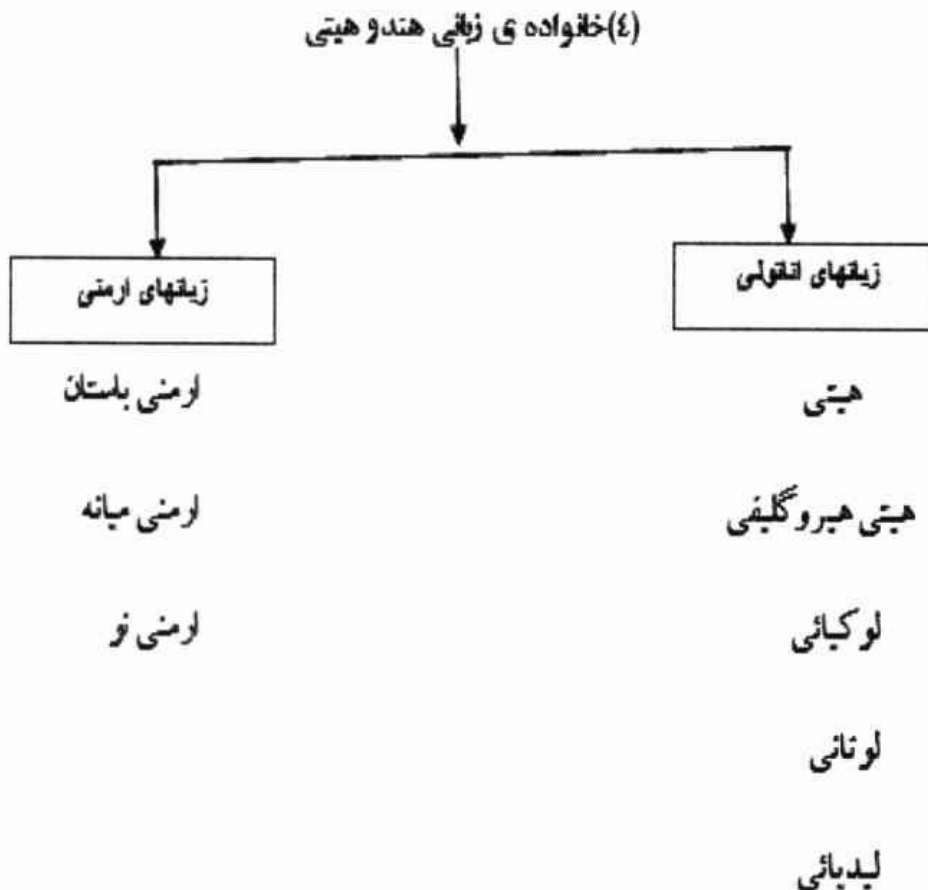 (٤)خانواده ی زبانی هندو هیتی
زبانهای اناتولی
هیتی
هیتی هیروگلیفی
لوکیائی
لوتائی
لیدیائی
زبانهای ارمنی
ارمنی باستان
ارمنی میانه
ارمنی نو